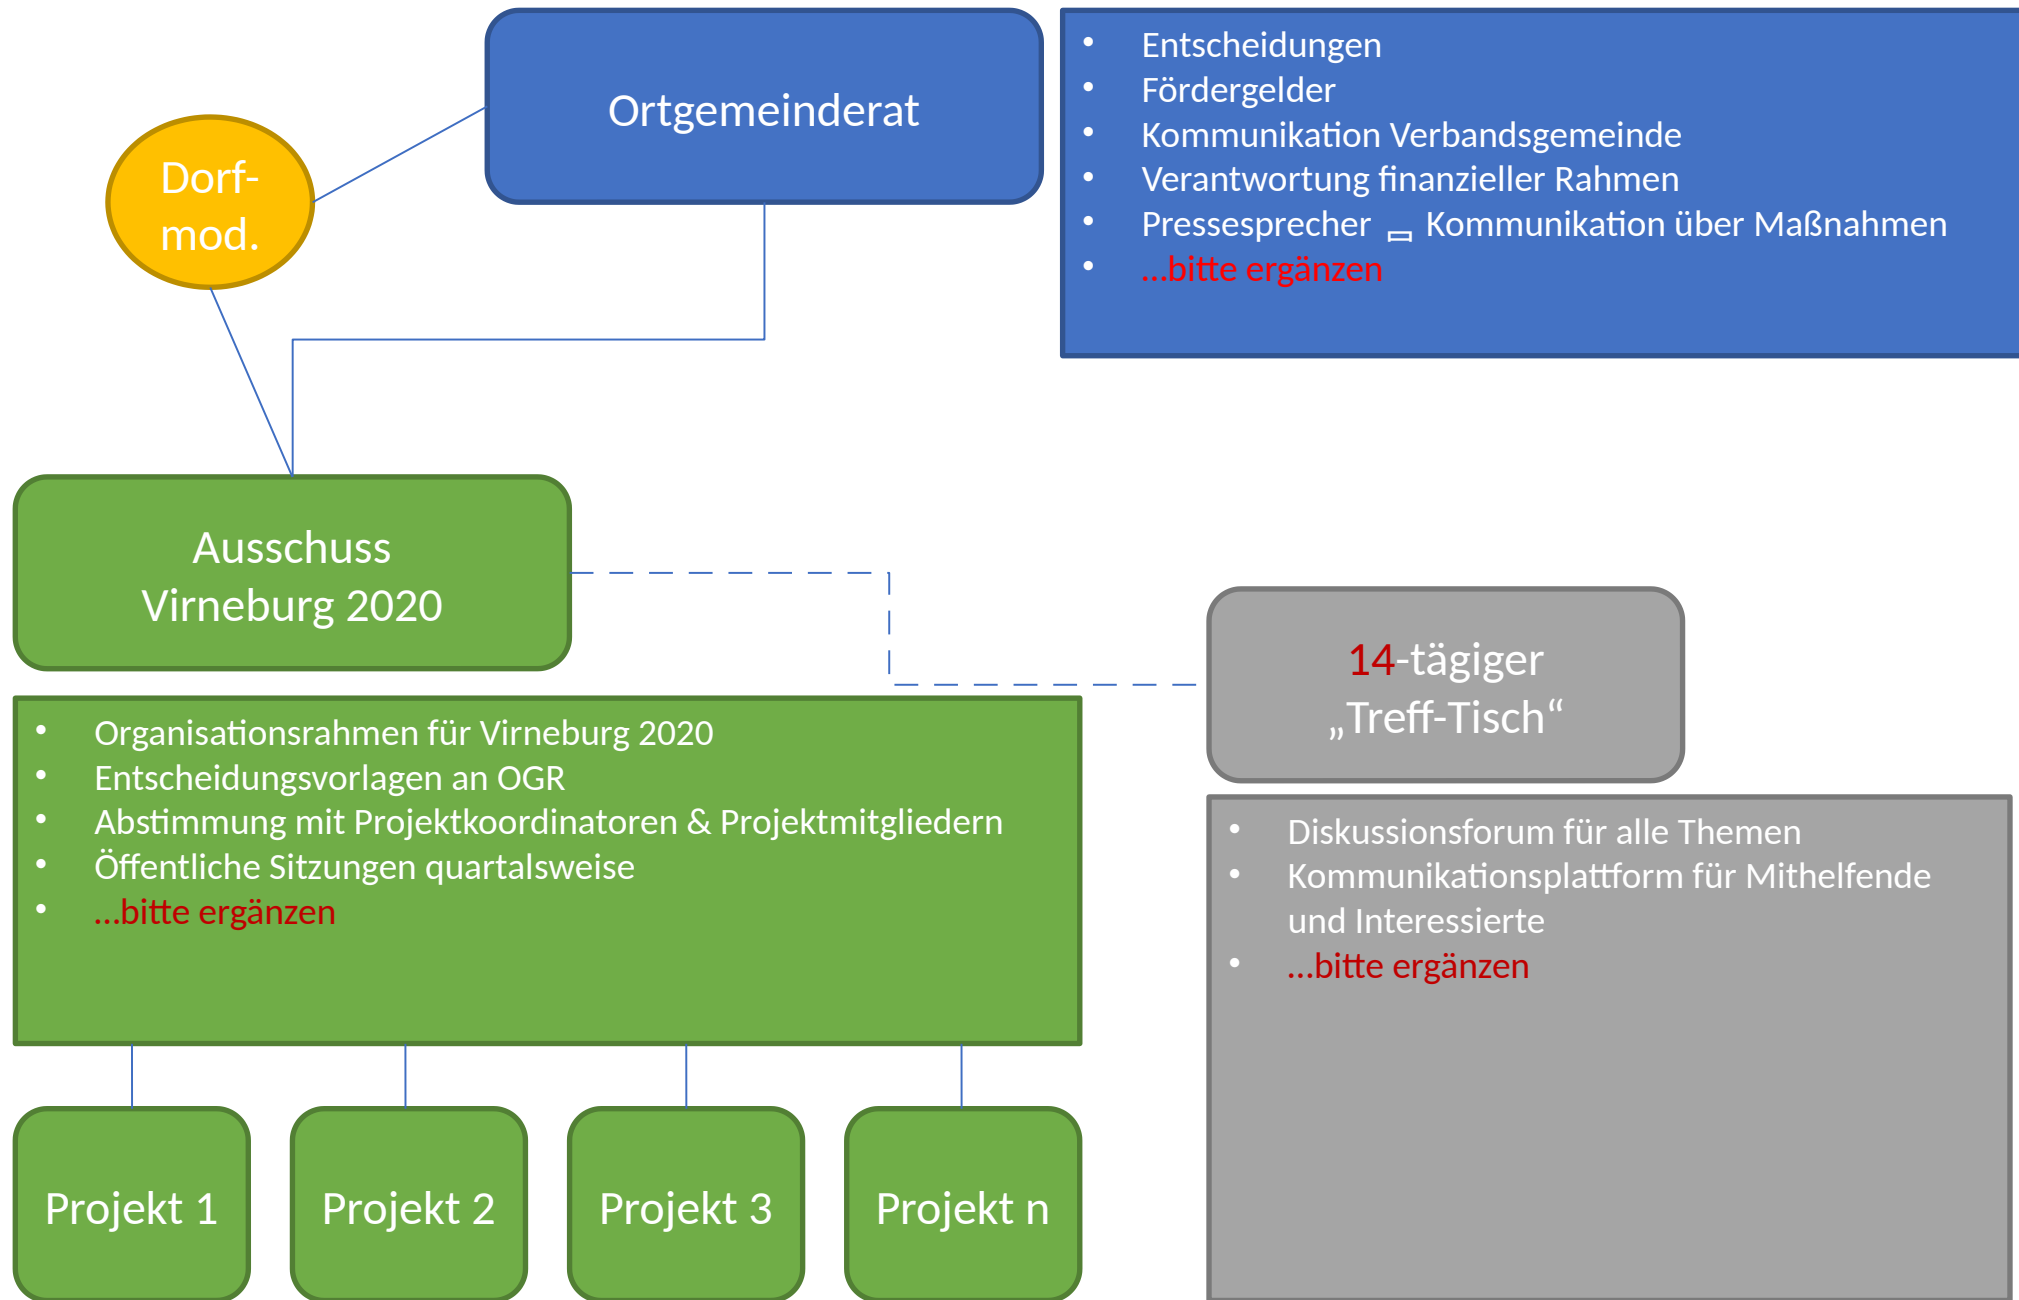 Ortgemeinderat
• Entscheidungen
• Fördergelder
• Kommunikation Verbandsgemeinde
• Verantwortung finanzieller Rahmen
• Pressesprecher Kommunikation über Maßnahmen
• ...bitte ergänzen
Dorf-
mod.
Ausschuss
Virneburg 2020
• Organisationsrahmen für Virneburg 2020
• Entscheidungsvorlagen an OGR
• Abstimmung mit Projektkoordinatoren & Projektmitgliedern
• Öffentliche Sitzungen quartalsweise
• ...bitte ergänzen
14-tägiger
„Treff-Tisch“
• Diskussionsforum für alle Themen
• Kommunikationsplattform für Mithelfende
und Interessierte
• ...bitte ergänzen
Projekt 1
Projekt 2
Projekt 3
Projekt n